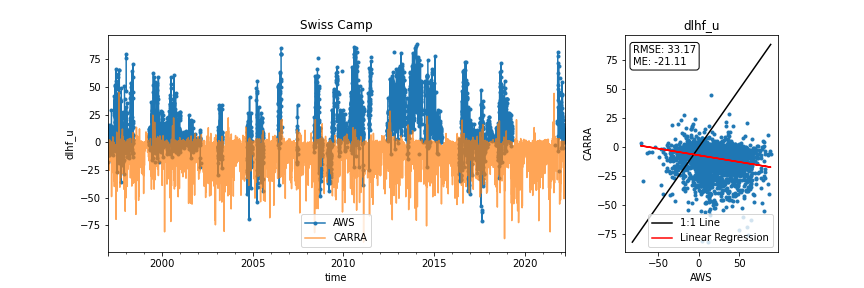 Swiss Camp
dlhf_u
75
50
25
0
−25
−50
−75
2000
2005
2010
2015
2020
dlhf_u
time
AWS
CARRA
RMSE: 33.17
ME: -21.11
75
50
25
0
−25
−50
−75
−50
0
50
CARRA
AWS
1:1 Line
Linear Regression